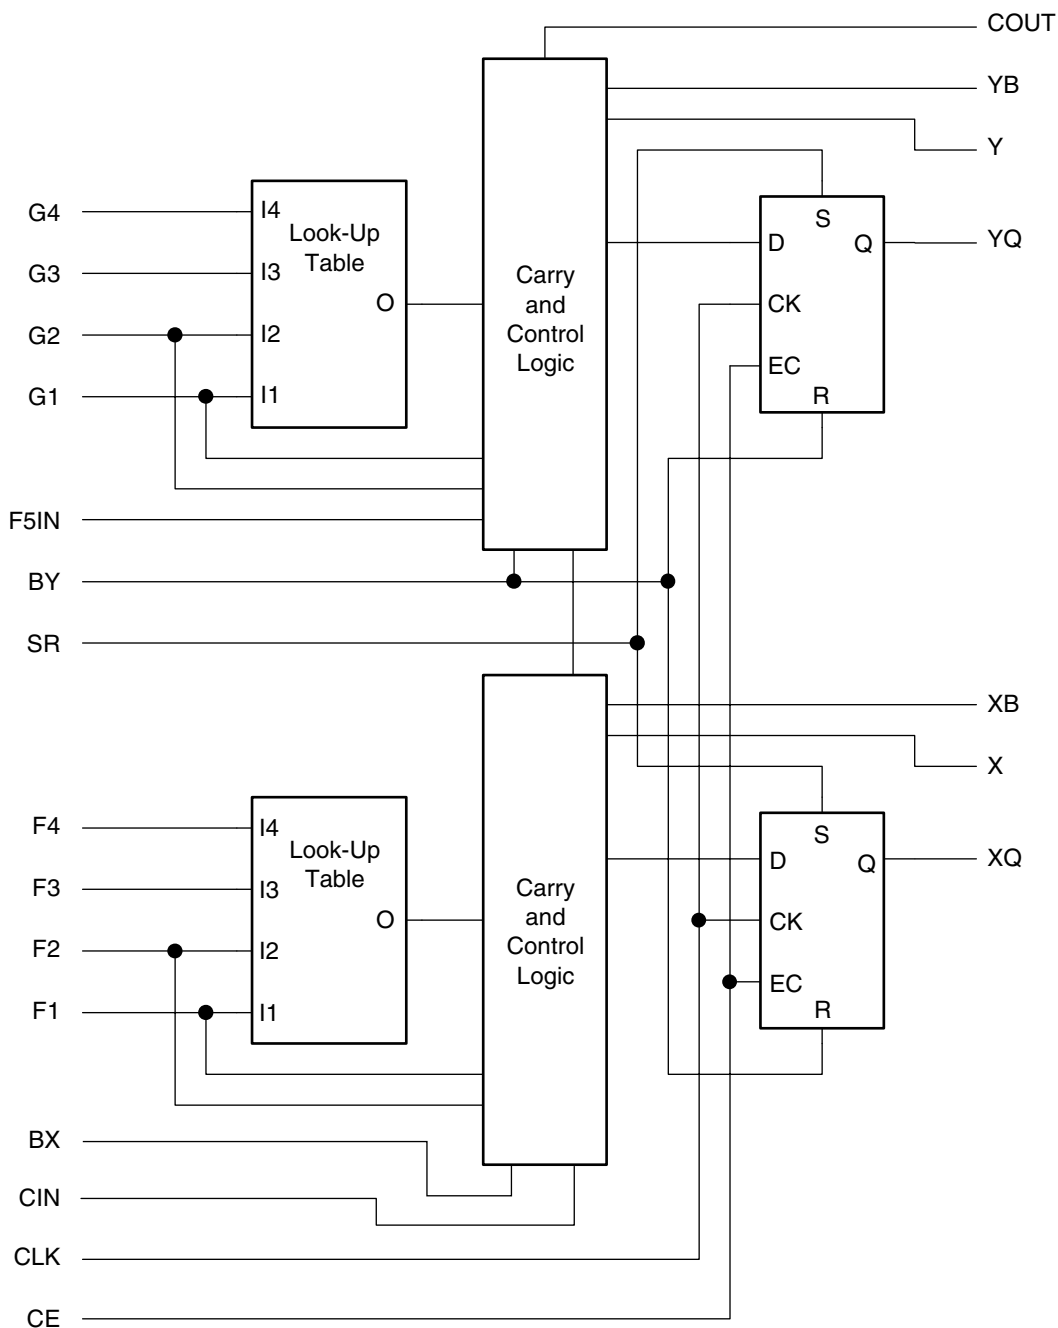 COUT
YB
Y
G4
I4
Look-Up
Table
S
G3
I3
Carry
and
Control
Logic
D
Q
YQ
O
CK
G2
I2
EC
G1
I1
R
F5IN
BY
SR
XB
X
F4
I4
Look-Up
Table
S
F3
I3
Carry
and
Control
Logic
D
Q
XQ
O
CK
F2
I2
EC
F1
I1
R
BX
CIN
CLK
CE